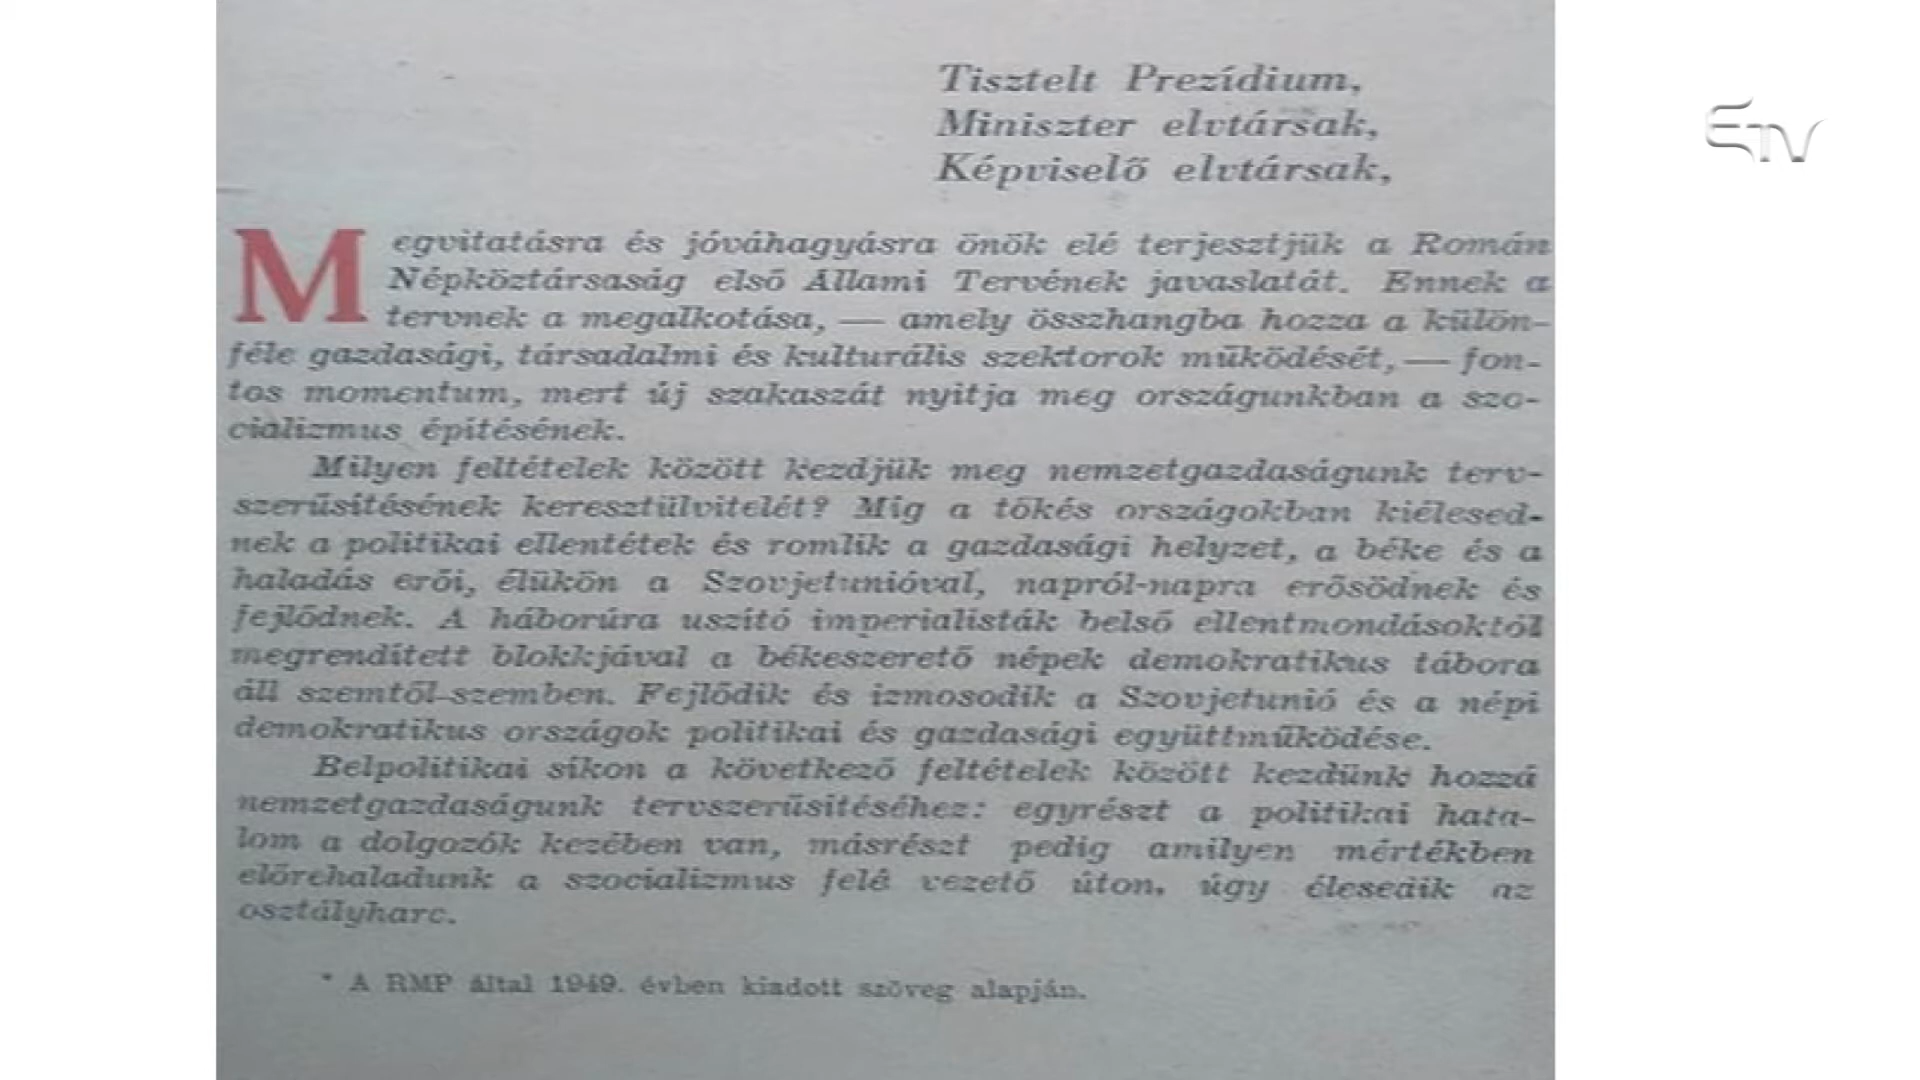 Tisztelt Prezídium,
Miniszter elvtársak,
Képviselő elvtársak,
ETV
Megvitatásra és jóváhagyásra önök elé terjesztjük a Román
Népköztársaság első Állami Tervének javaslatát. Ennek a
tervnek a megalkotása, — amely összhangba hozza a külön-
féle gazdasági, társadalmi és kulturális szektorok működését, — fon-
tos momentum, mert új szakaszát nyitja meg országunkban a szo-
cializmus építésének.
Milyen feltételek között kezdjük meg nemzetgazdaságunk terv-
szerűsítésének keresztülvitelét? Míg a tőkés országokban kiélesed-
nek a politikai ellentétek és romlik a gazdasági helyzet, a béke és a
haladás erői, élükön a Szovjetunióval, napról-napra erősödnek és
fejlődnek. A háborúra uszító imperialisták belső ellentmondásoktól
megrendített blokkjával a békeszerető népek demokratikus tábora
áll szemtől-szemben. Fejlődik és izmosodik a Szovjetunió és a népi
demokratikus országok politikai és gazdasági együttműködése.
Belpolitikai síkon a következő feltételek között kezdünk hozzá
nemzetgazdaságunk tervszerűsítéséhez: egyrészt a politikai hata-
lom a dolgozók kezében van, másrészt pedig amilyen mértékben
előrehaladunk a szocializmus felé vezető úton, úgy élesedik az
osztályharc.
* A RMP által 1949. évben kiadott szöveg alapján.